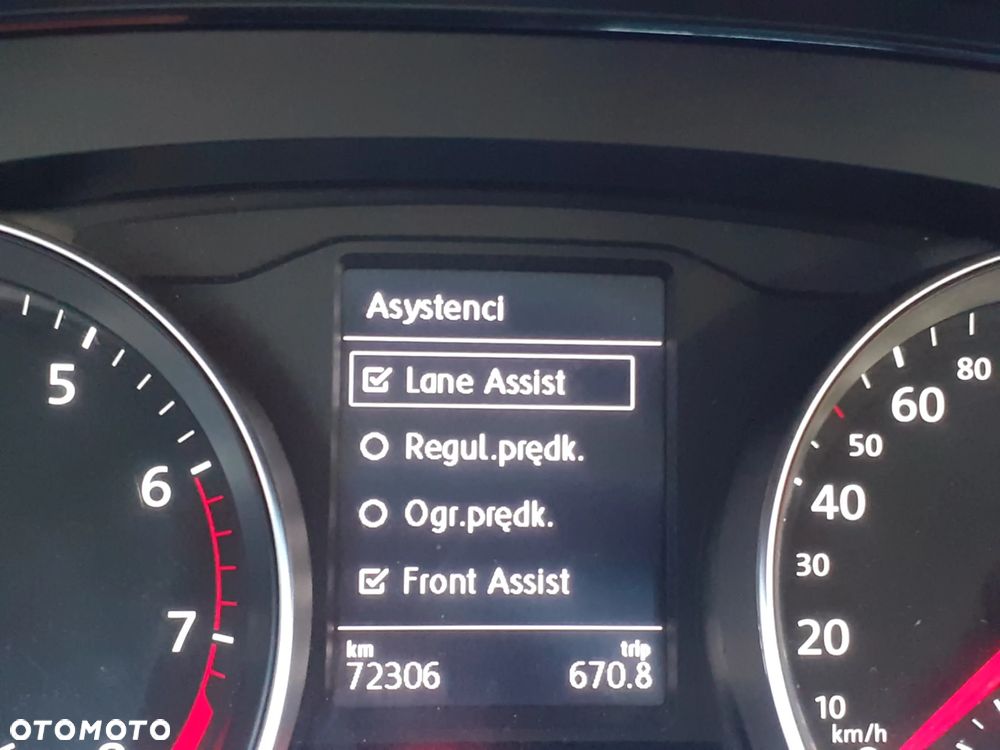 Asystenci
Lane Assist
Regul.prędk.
Ogr.prędk.
Front Assist
km trip
72306 670.8
5
6
7
8
80
60
50
40
30
20
10
km/h
OTOMOTO